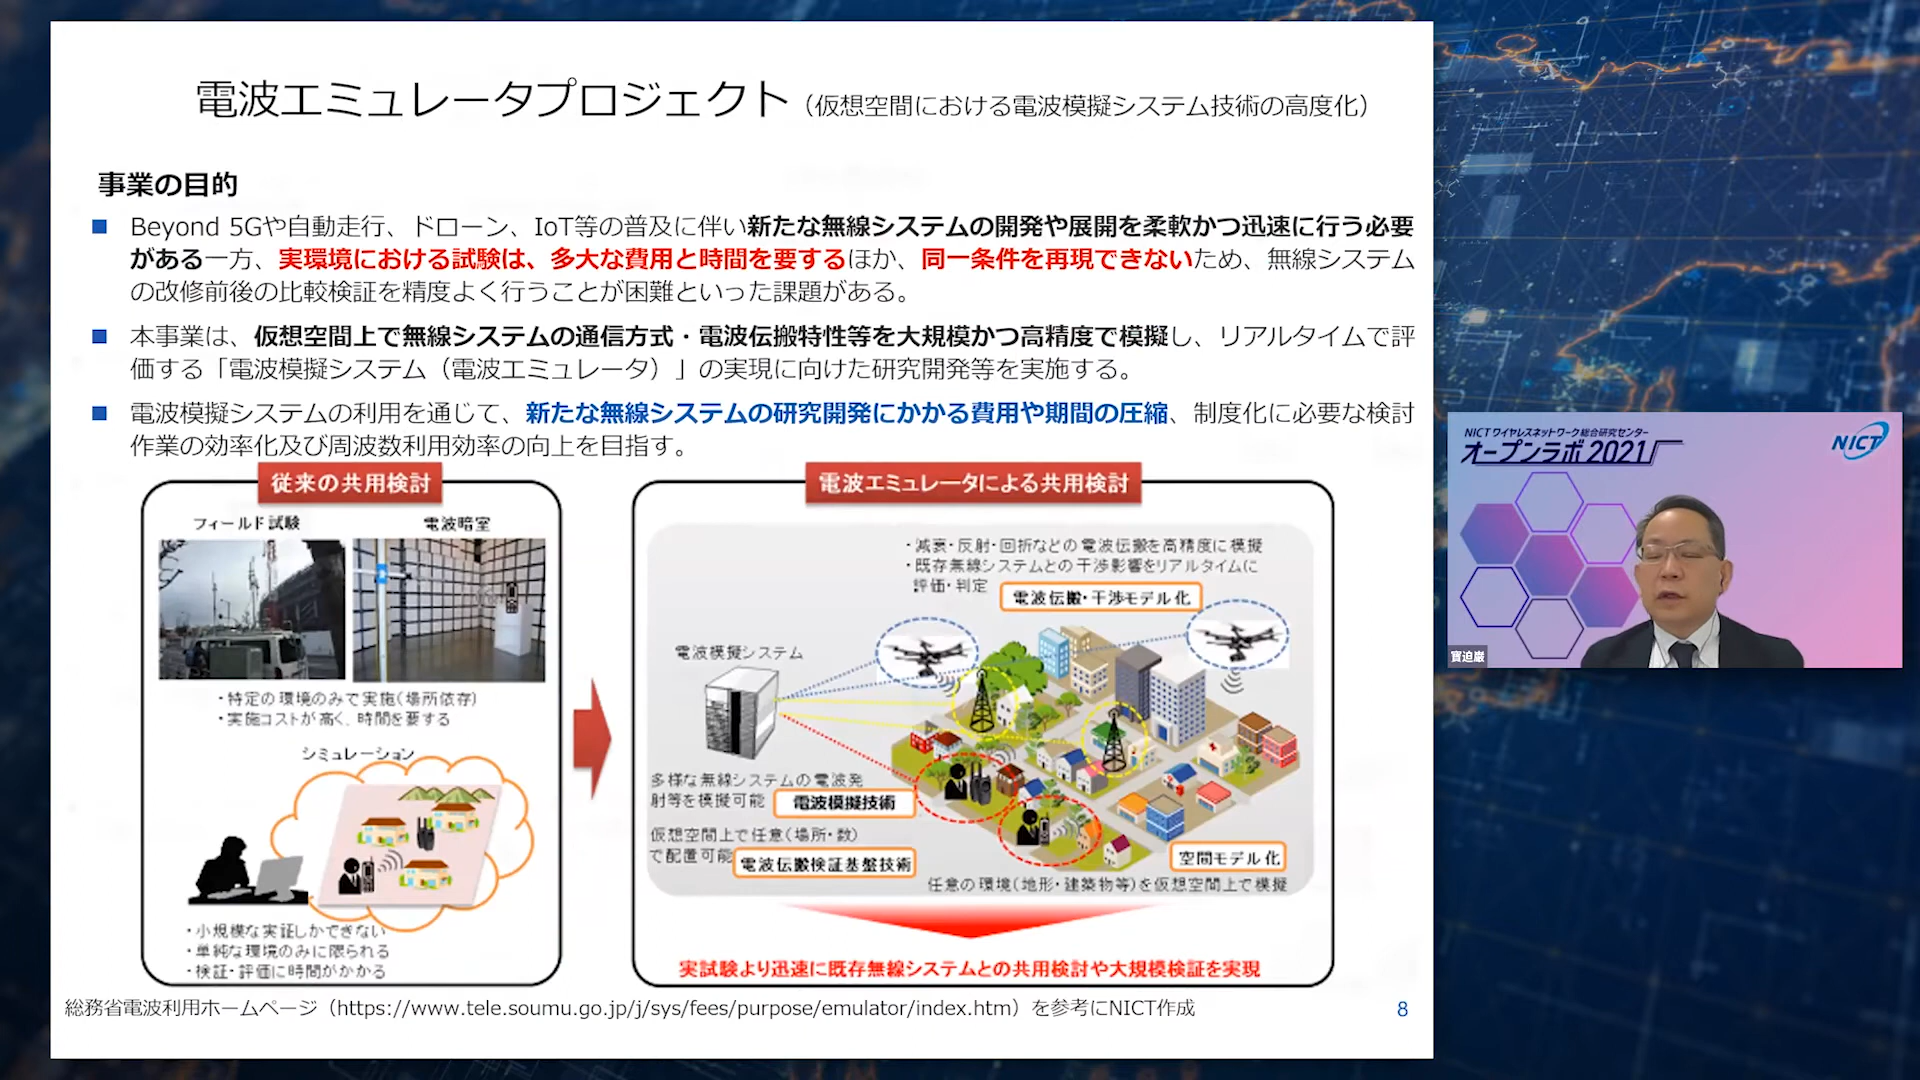 電波エミュレータプロジェクト（仮想空間における電波模擬システム技術の高度化）
事業の目的
Beyond 5Gや自動走行、ドローン、IoT等の普及に伴い新たな無線システムの開発や展開を柔軟かつ迅速に行う必要
がある一方、実環境における試験は、多大な費用と時間を要するほか、同一条件を再現できないため、無線システム
の改修前後の比較検証を精度よく行うことが困難といった課題がある。
本事業は、仮想空間上で無線システムの通信方式・電波伝搬特性等を大規模かつ高精度で模擬し、リアルタイムで評
価する「電波模擬システム（電波エミュレータ）」の実現に向けた研究開発等を実施する。
電波模擬システムの利用を通じて、新たな無線システムの研究開発にかかる費用や期間の圧縮、制度化に必要な検討
作業の効率化及び周波数利用効率の向上を目指す。
従来の共用検討
フィールド試験
電波暗室
・特定の環境のみで実施(場所依存)
・実施コストが高く、時間を要する
シミュレーション
・小規模な実証しかできない
・単純な環境のみに限られる
・検証・評価に時間がかかる
電波エミュレータによる共用検討
・減衰・反射・回折などの電波伝搬を高精度に模擬
・既存無線システムとの干渉影響をリアルタイムに
評価・判定
電波伝搬・干渉モデル化
電波模擬システム
多様な無線システムの電波発
射等を模擬可能
電波模擬技術
仮想空間上で任意(場所・数)
で配置可能
電波伝搬検証基盤技術
空間モデル化
任意の環境(地形・建築物等)を仮想空間上で模擬
実試験より迅速に既存無線システムとの共用検討や大規模検証を実現
総務省電波利用ホームページ（https://www.tele.soumu.go.jp/j/sys/fees/purpose/emulator/index.htm）を参考にNICT作成
8
NICT ワイヤレスネットワーク総合研究センター
オープンラボ 2021
NICT
寳迫巌